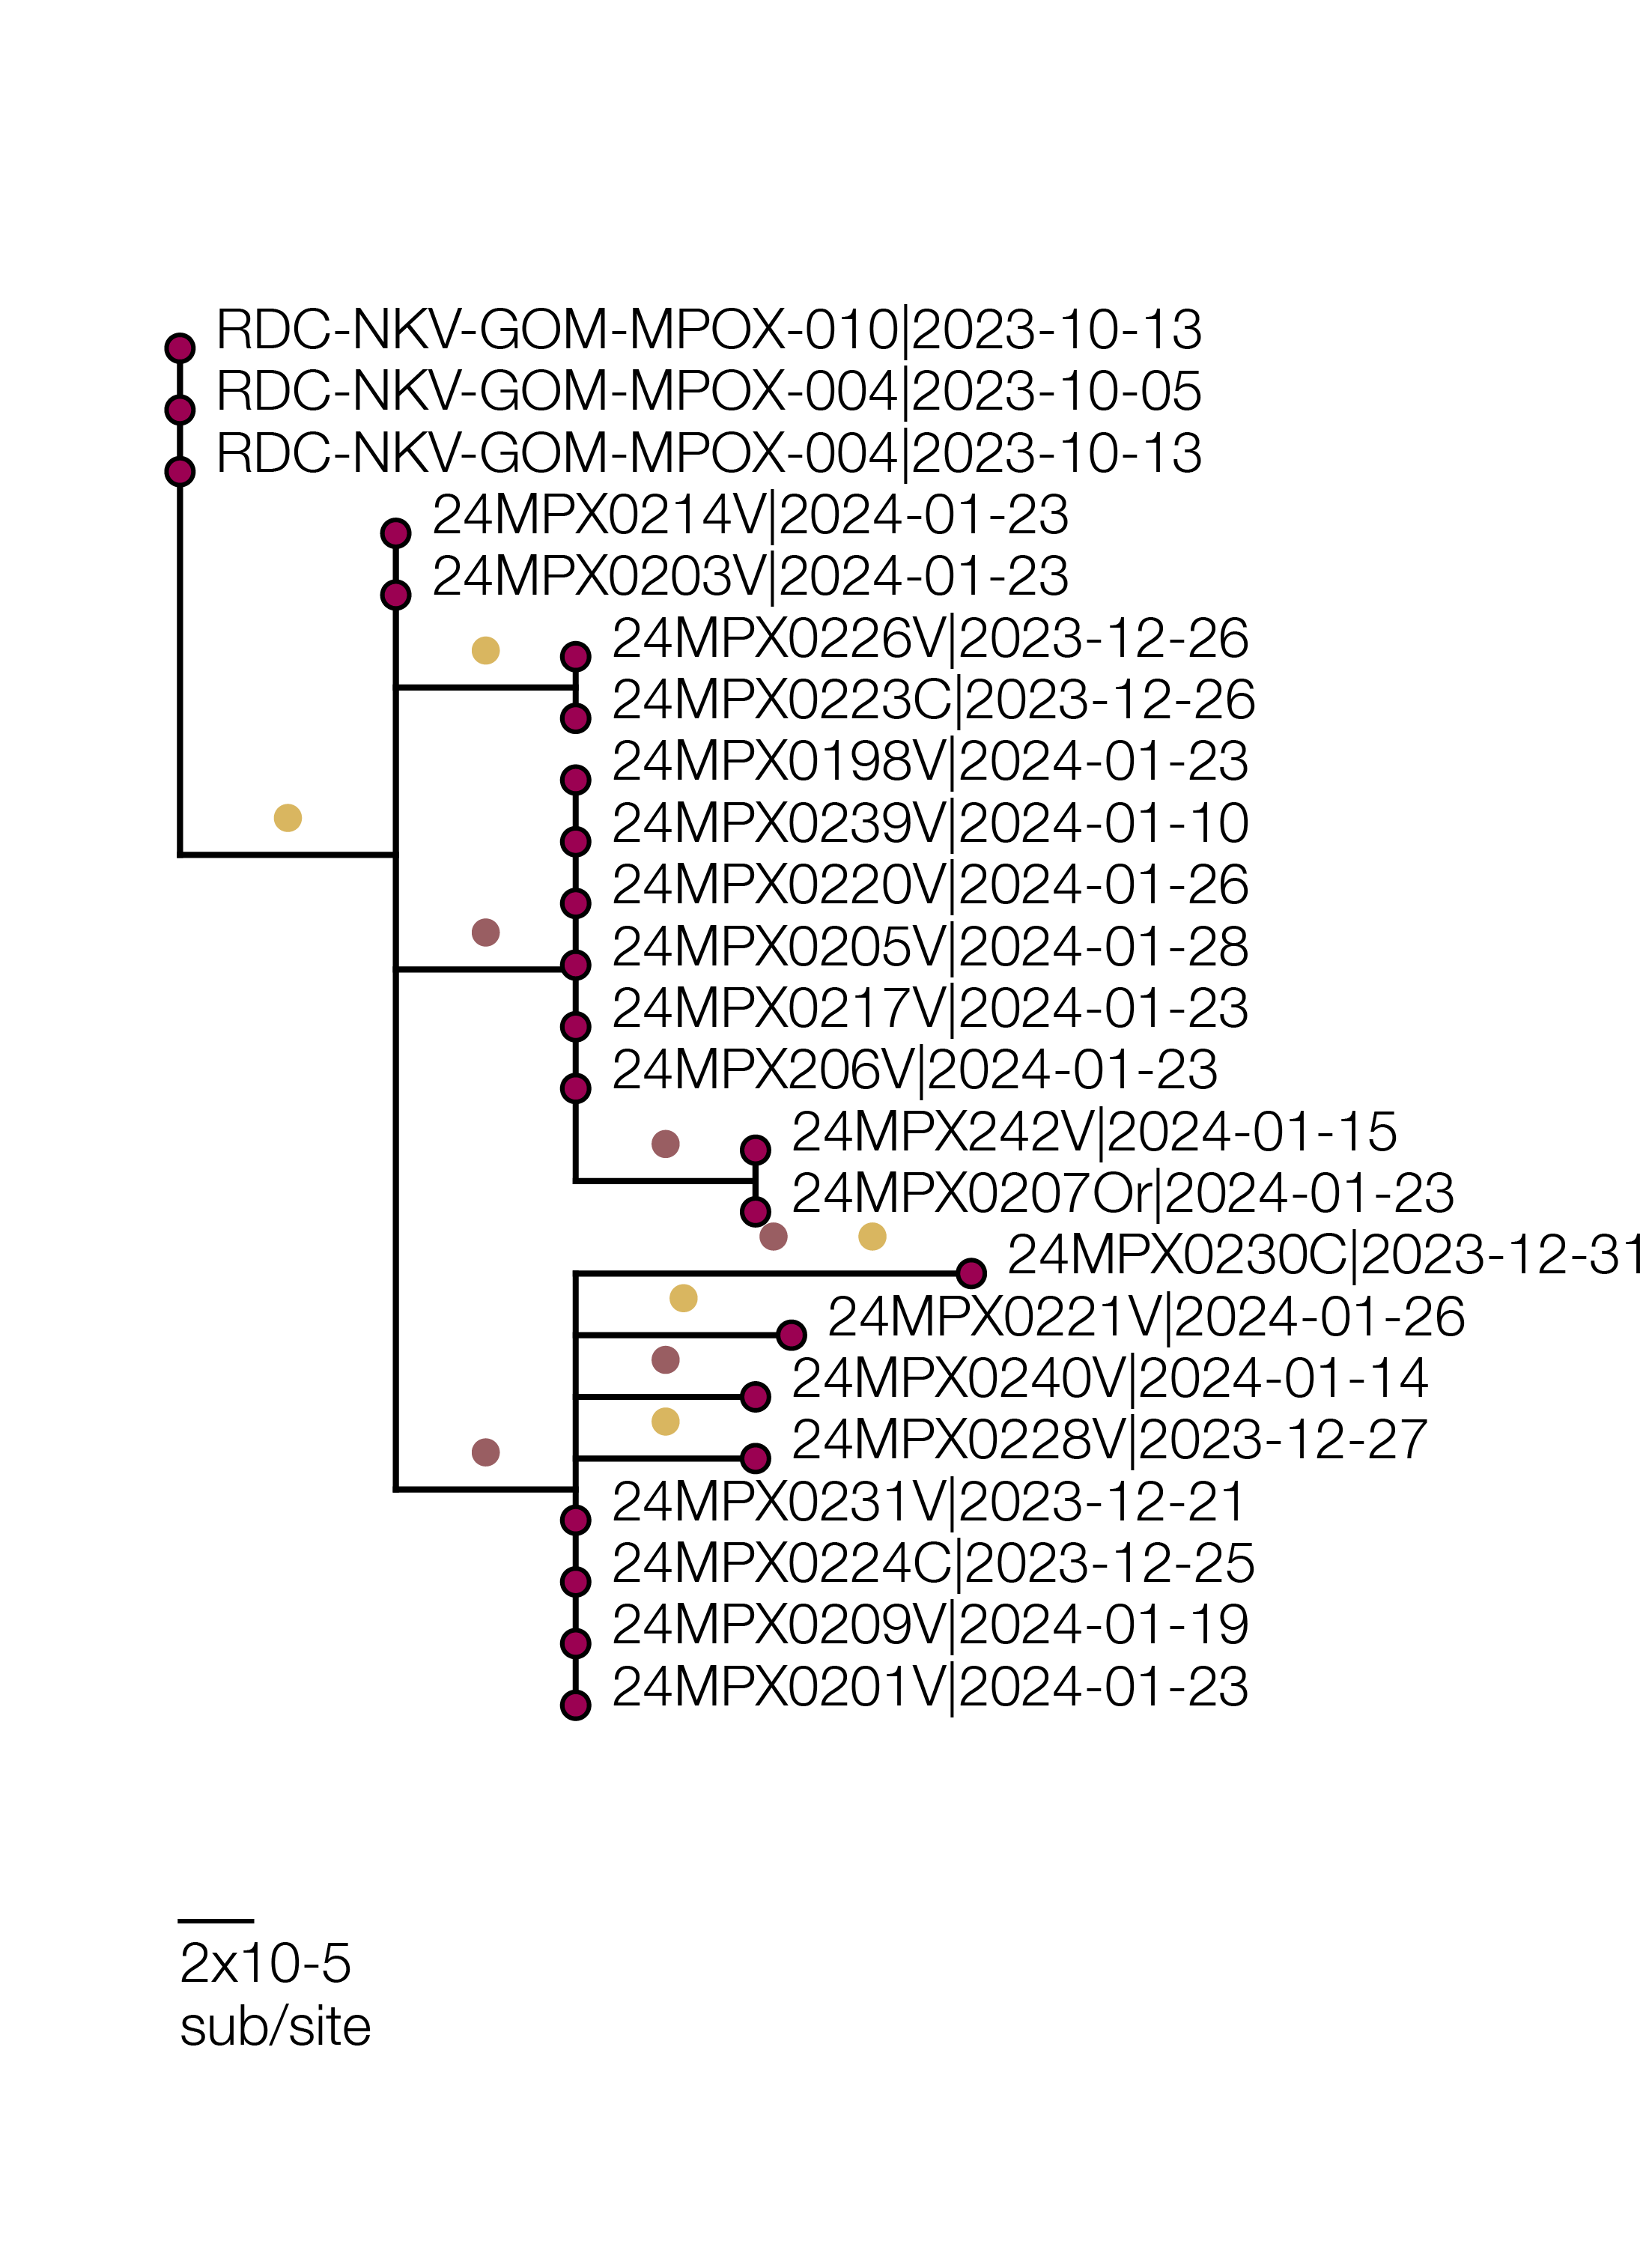 RDC-NKV-GOM-MPOX-010|2023-10-13
RDC-NKV-GOM-MPOX-004|2023-10-05
RDC-NKV-GOM-MPOX-004|2023-10-13
24MPX0214V|2024-01-23
24MPX0203V|2024-01-23
24MPX0226V|2023-12-26
24MPX0223C|2023-12-26
24MPX0198V|2024-01-23
24MPX0239V|2024-01-10
24MPX0220V|2024-01-26
24MPX0205V|2024-01-28
24MPX0217V|2024-01-23
24MPX206V|2024-01-23
24MPX242V|2024-01-15
24MPX0207Or|2024-01-23
24MPX0230C|2023-12-31
24MPX0221V|2024-01-26
24MPX0240V|2024-01-14
24MPX0228V|2023-12-27
24MPX0231V|2023-12-21
24MPX0224C|2023-12-25
24MPX0209V|2024-01-19
24MPX0201V|2024-01-23
2x10-5
sub/site